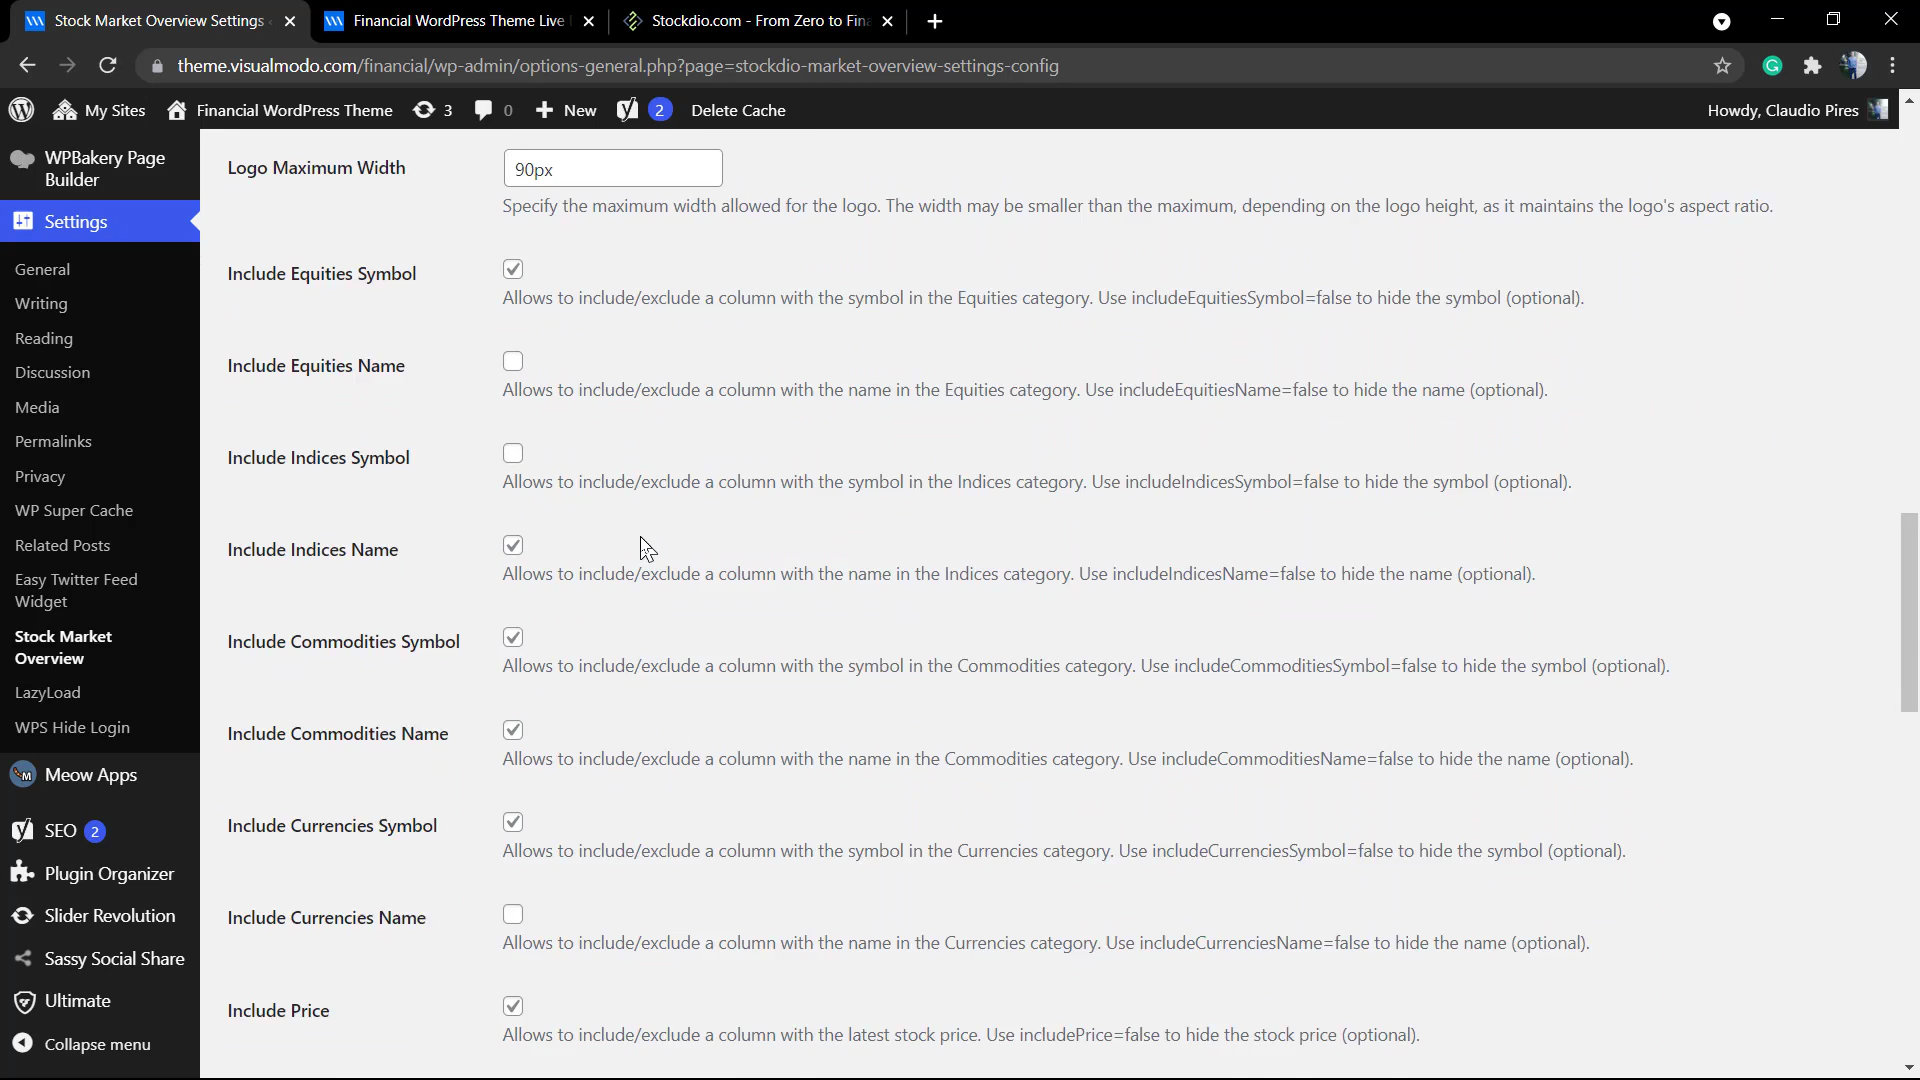 Stock Market Overview Settings
Financial WordPress Theme Live
Stockdio.com - From Zero to Fin
theme.visualmodo.com/financial/wp-admin/options-general.php?page=stockdio-market-overview-settings-config
My Sites
Financial WordPress Theme
3
0
New
2
Delete Cache
Howdy, Claudio Pires
WPBakery Page
Builder
Settings
General
Writing
Reading
Discussion
Media
Permalinks
Privacy
WP Super Cache
Related Posts
Easy Twitter Feed
Widget
Stock Market
Overview
LazyLoad
WPS Hide Login
Meow Apps
SEO 2
Plugin Organizer
Slider Revolution
Sassy Social Share
Ultimate
Collapse menu
Logo Maximum Width
90px
Specify the maximum width allowed for the logo. The width may be smaller than the maximum, depending on the logo height, as it maintains the logo's aspect ratio.
Include Equities Symbol
Allows to include/exclude a column with the symbol in the Equities category. Use includeEquitiesSymbol=false to hide the symbol (optional).
Include Equities Name
Allows to include/exclude a column with the name in the Equities category. Use includeEquitiesName=false to hide the name (optional).
Include Indices Symbol
Allows to include/exclude a column with the symbol in the Indices category. Use includeIndicesSymbol=false to hide the symbol (optional).
Include Indices Name
Allows to include/exclude a column with the name in the Indices category. Use includeIndicesName=false to hide the name (optional).
Include Commodities Symbol
Allows to include/exclude a column with the symbol in the Commodities category. Use includeCommoditiesSymbol=false to hide the symbol (optional).
Include Commodities Name
Allows to include/exclude a column with the name in the Commodities category. Use includeCommoditiesName=false to hide the name (optional).
Include Currencies Symbol
Allows to include/exclude a column with the symbol in the Currencies category. Use includeCurrenciesSymbol=false to hide the symbol (optional).
Include Currencies Name
Allows to include/exclude a column with the name in the Currencies category. Use includeCurrenciesName=false to hide the name (optional).
Include Price
Allows to include/exclude a column with the latest stock price. Use includePrice=false to hide the stock price (optional).